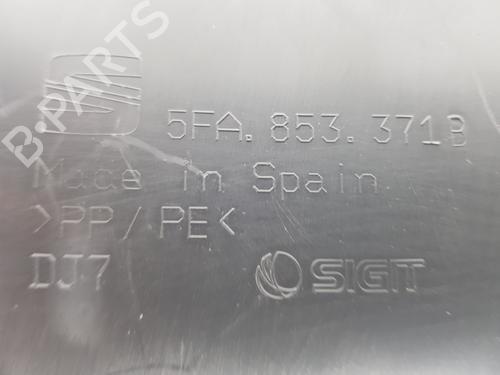 B-PARTS
5FA.853.371B
Made in Spain
>PP/PE<
DJ7
SIGIT